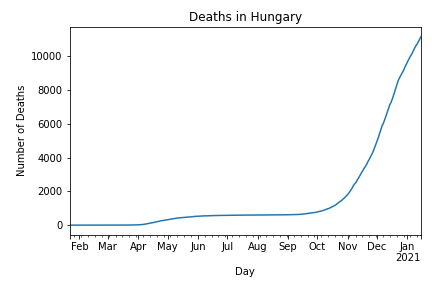 Deaths in Hungary
Number of Deaths
10000
8000
6000
4000
2000
0
Feb Mar Apr May Jun Jul Aug Sep Oct Nov Dec Jan
2021
Day